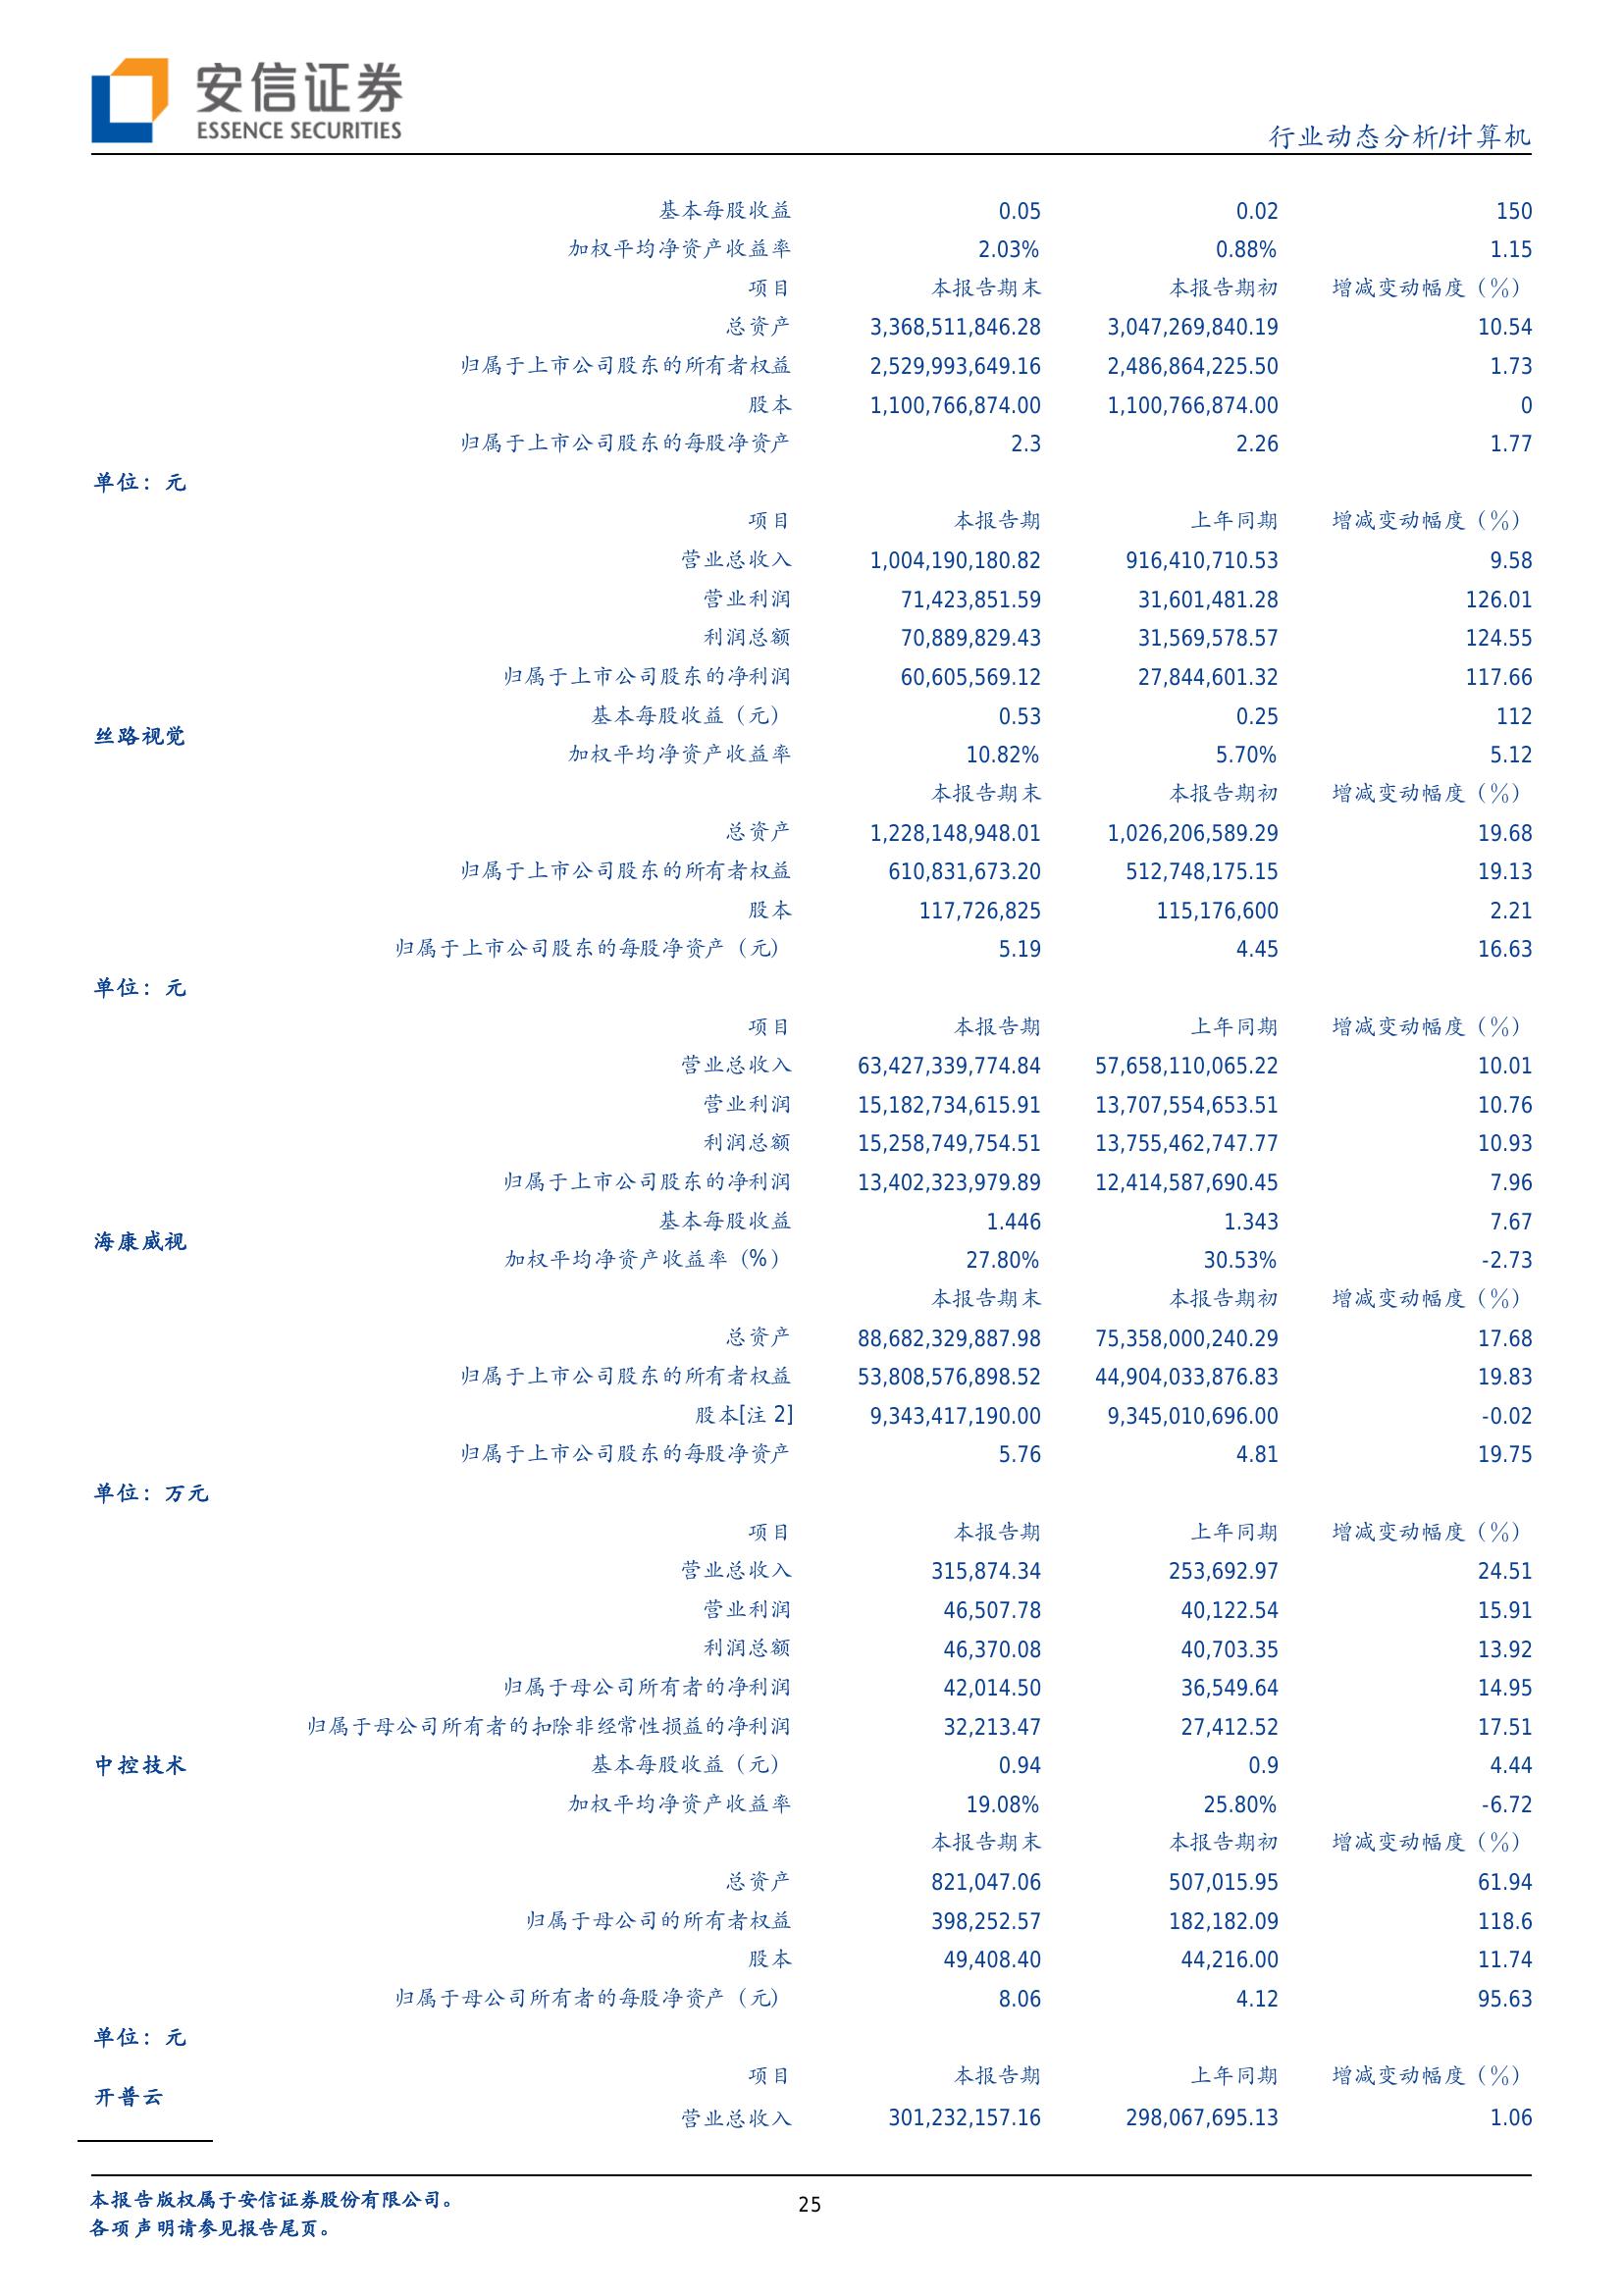 安信证券
ESSENCE SECURITIES
行业动态分析/计算机
基本每股收益 0.05 0.02 150
加权平均净资产收益率 2.03% 0.88% 1.15
项目 本报告期末 本报告期初 增减变动幅度（%）
总资产 3,368,511,846.28 3,047,269,840.19 10.54
归属于上市公司股东的所有者权益 2,529,993,649.16 2,486,864,225.50 1.73
股本 1,100,766,874.00 1,100,766,874.00 0
归属于上市公司股东的每股净资产 2.3 2.26 1.77
单位：元
项目 本报告期 上年同期 增减变动幅度（%）
营业总收入 1,004,190,180.82 916,410,710.53 9.58
营业利润 71,423,851.59 31,601,481.28 126.01
利润总额 70,889,829.43 31,569,578.57 124.55
归属于上市公司股东的净利润 60,605,569.12 27,844,601.32 117.66
基本每股收益（元） 0.53 0.25 112
丝路视觉
加权平均净资产收益率 10.82% 5.70% 5.12
本报告期末 本报告期初 增减变动幅度（%）
总资产 1,228,148,948.01 1,026,206,589.29 19.68
归属于上市公司股东的所有者权益 610,831,673.20 512,748,175.15 19.13
股本 117,726,825 115,176,600 2.21
归属于上市公司股东的每股净资产（元） 5.19 4.45 16.63
单位：元
项目 本报告期 上年同期 增减变动幅度（%）
营业总收入 63,427,339,774.84 57,658,110,065.22 10.01
营业利润 15,182,734,615.91 13,707,554,653.51 10.76
利润总额 15,258,749,754.51 13,755,462,747.77 10.93
归属于上市公司股东的净利润 13,402,323,979.89 12,414,587,690.45 7.96
基本每股收益 1.446 1.343 7.67
海康威视
加权平均净资产收益率（%） 27.80% 30.53% -2.73
本报告期末 本报告期初 增减变动幅度（%）
总资产 88,682,329,887.98 75,358,000,240.29 17.68
归属于上市公司股东的所有者权益 53,808,576,898.52 44,904,033,876.83 19.83
股本[注 2] 9,343,417,190.00 9,345,010,696.00 -0.02
归属于上市公司股东的每股净资产 5.76 4.81 19.75
单位：万元
项目 本报告期 上年同期 增减变动幅度（%）
营业总收入 315,874.34 253,692.97 24.51
营业利润 46,507.78 40,122.54 15.91
利润总额 46,370.08 40,703.35 13.92
归属于母公司所有者的净利润 42,014.50 36,549.64 14.95
归属于母公司所有者的扣除非经常性损益的净利润 32,213.47 27,412.52 17.51
中控技术 基本每股收益（元） 0.94 0.9 4.44
加权平均净资产收益率 19.08% 25.80% -6.72
本报告期末 本报告期初 增减变动幅度（%）
总资产 821,047.06 507,015.95 61.94
归属于母公司的所有者权益 398,252.57 182,182.09 118.6
股本 49,408.40 44,216.00 11.74
归属于母公司所有者的每股净资产（元） 8.06 4.12 95.63
单位：元
项目 本报告期 上年同期 增减变动幅度（%）
开普云
营业总收入 301,232,157.16 298,067,695.13 1.06
本报告版权属于安信证券股份有限公司。
25
各项声明请参见报告尾页。